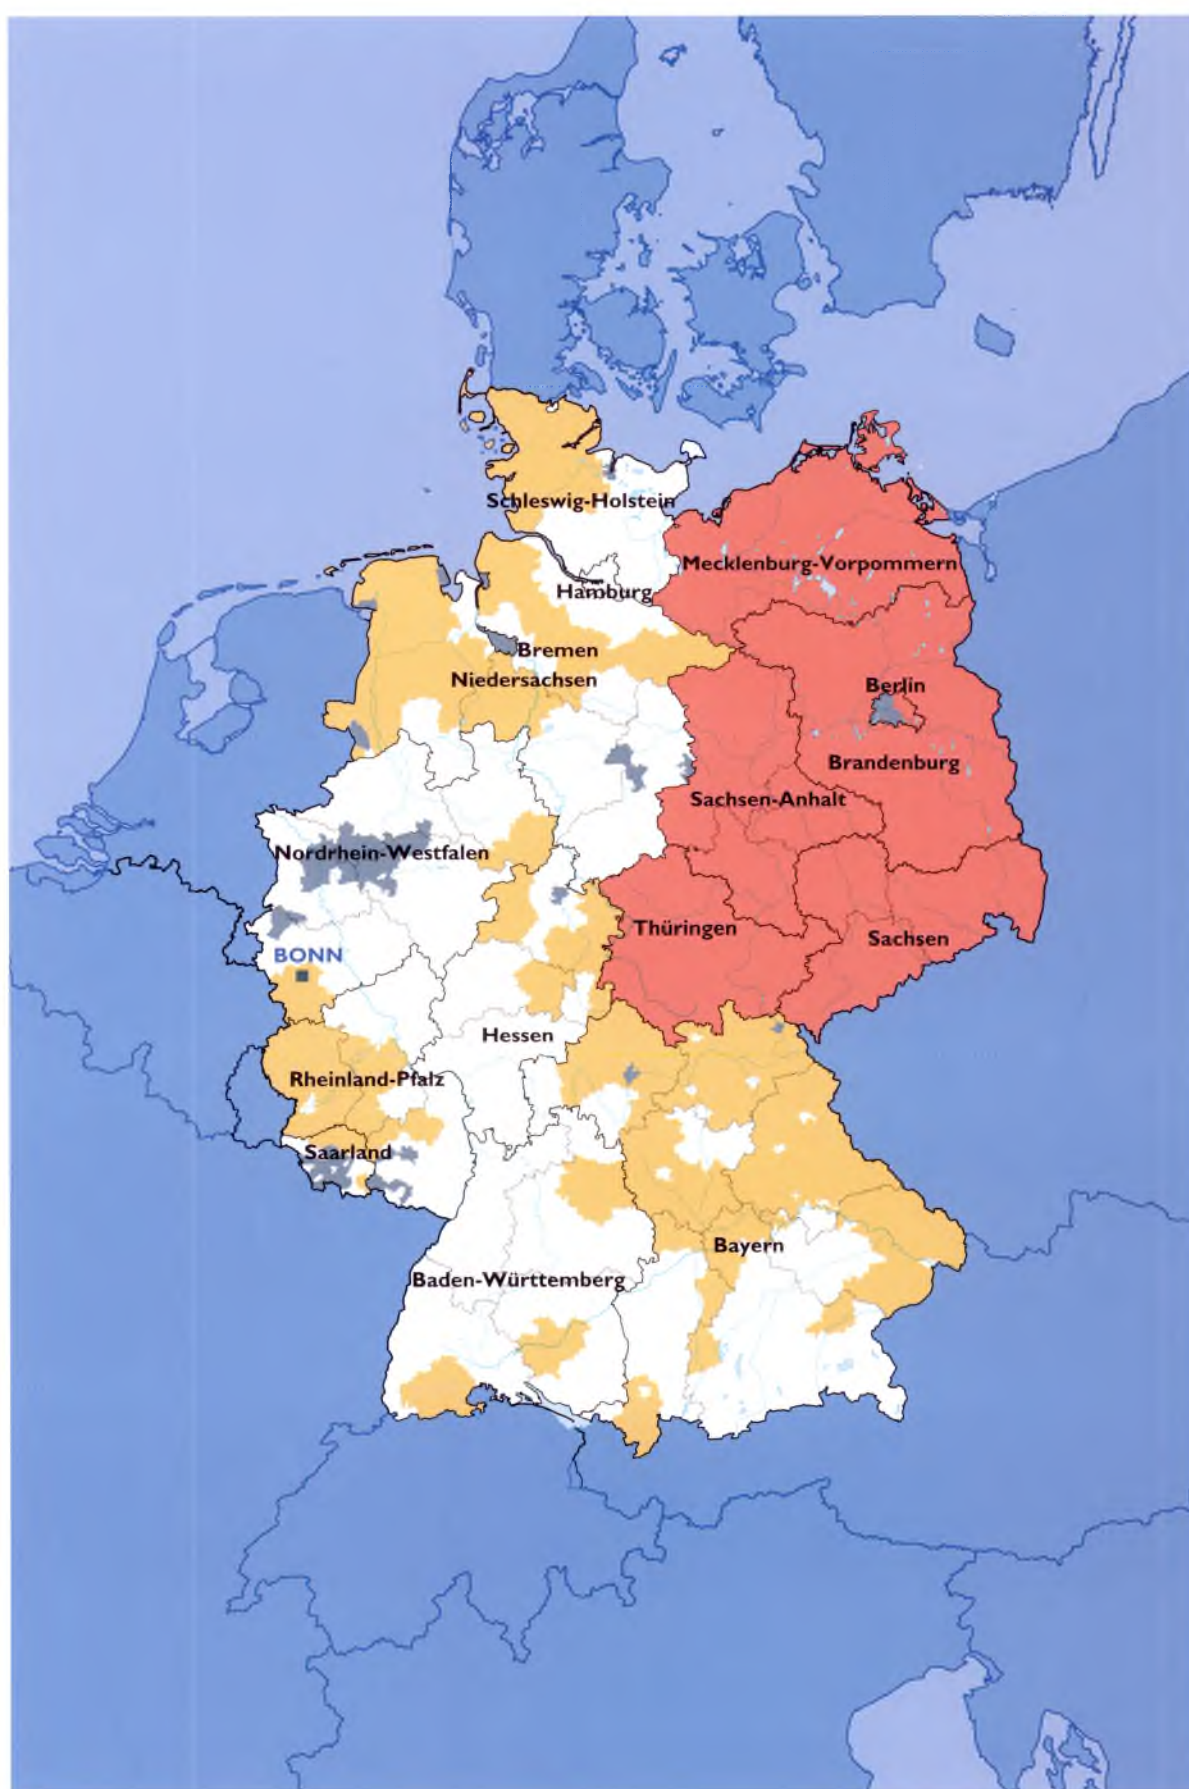 Schleswig-Holstein
Mecklenburg-Vorpommern
Hamburg
Bremen
Niedersachsen
Berlin
Brandenburg
Sachsen-Anhalt
Nordrhein-Westfalen
Thüringen
Sachsen
BONN
Hessen
Rheinland-Pfalz
Saarland
Bayern
Baden-Württemberg